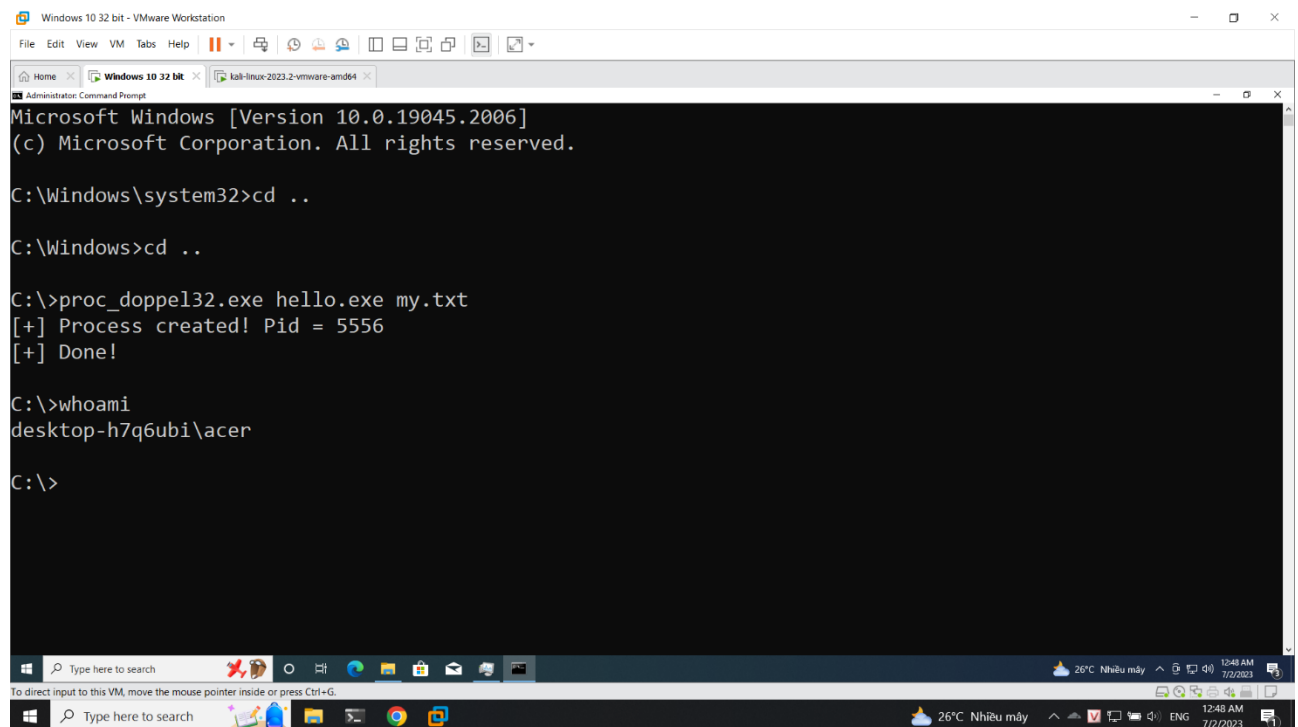 Windows 10 32 bit - VMware Workstation
File Edit View VM Tabs Help
Home Windows 10 32 bit kali-linux-2023.2-vmware-amd64
Administrator: Command Prompt
Microsoft Windows [Version 10.0.19045.2006]
(c) Microsoft Corporation. All rights reserved.
C:\Windows\system32>cd ..
C:\Windows>cd ..
C:\>proc_doppel32.exe hello.exe my.txt
[+] Process created! Pid = 5556
[+] Done!
C:\>whoami
desktop-h7q6ubi\acer
C:\>
Type here to search 26°C Nhiều mây 12:48 AM
7/2/2023
To direct input to this VM, move the mouse pointer inside or press Ctrl+G.
Type here to search 26°C Nhiều mây ENG 12:48 AM
7/2/2023